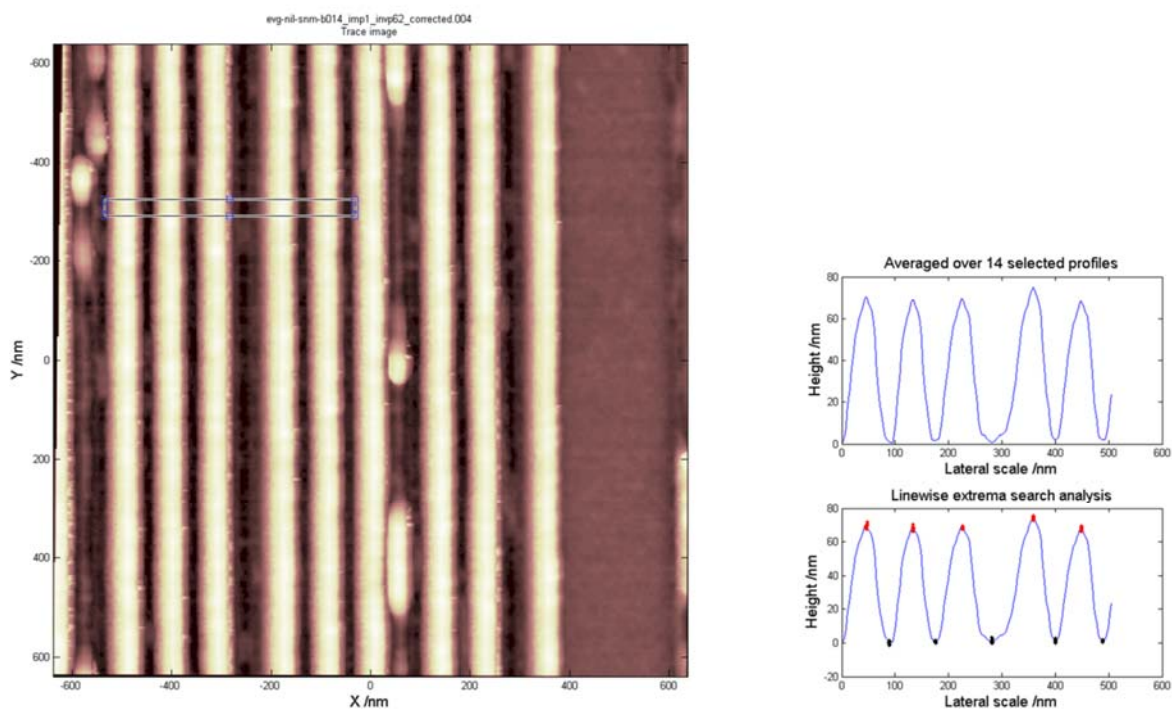 evg-nil-snm-b014_imp1_invp62_corrected.004
Trace image
-600
-400
-200
0
200
400
600
Y /nm
-600
-400
-200
0
200
400
600
X /nm
Averaged over 14 selected profiles
80
60
40
20
0
Height /nm
0 100 200 300 400 500 600
Lateral scale /nm
Linewise extrema search analysis
80
60
40
20
0
-20
Height /nm
0 100 200 300 400 500 600
Lateral scale /nm